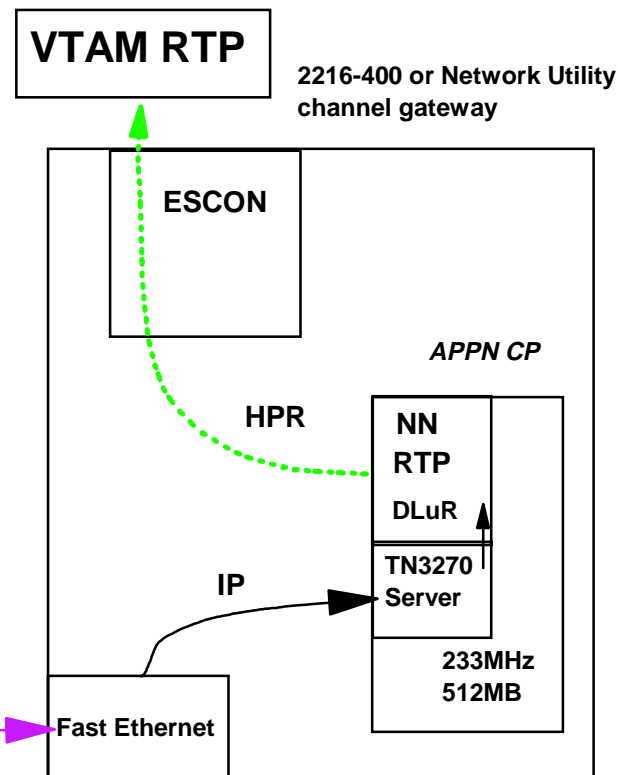 VTAM RTP
2216-400 or Network Utility
channel gateway
ESCON
APPN CP
HPR
NN
RTP
DLuR
TN3270
Server
IP
233MHz
512MB
Fast Ethernet